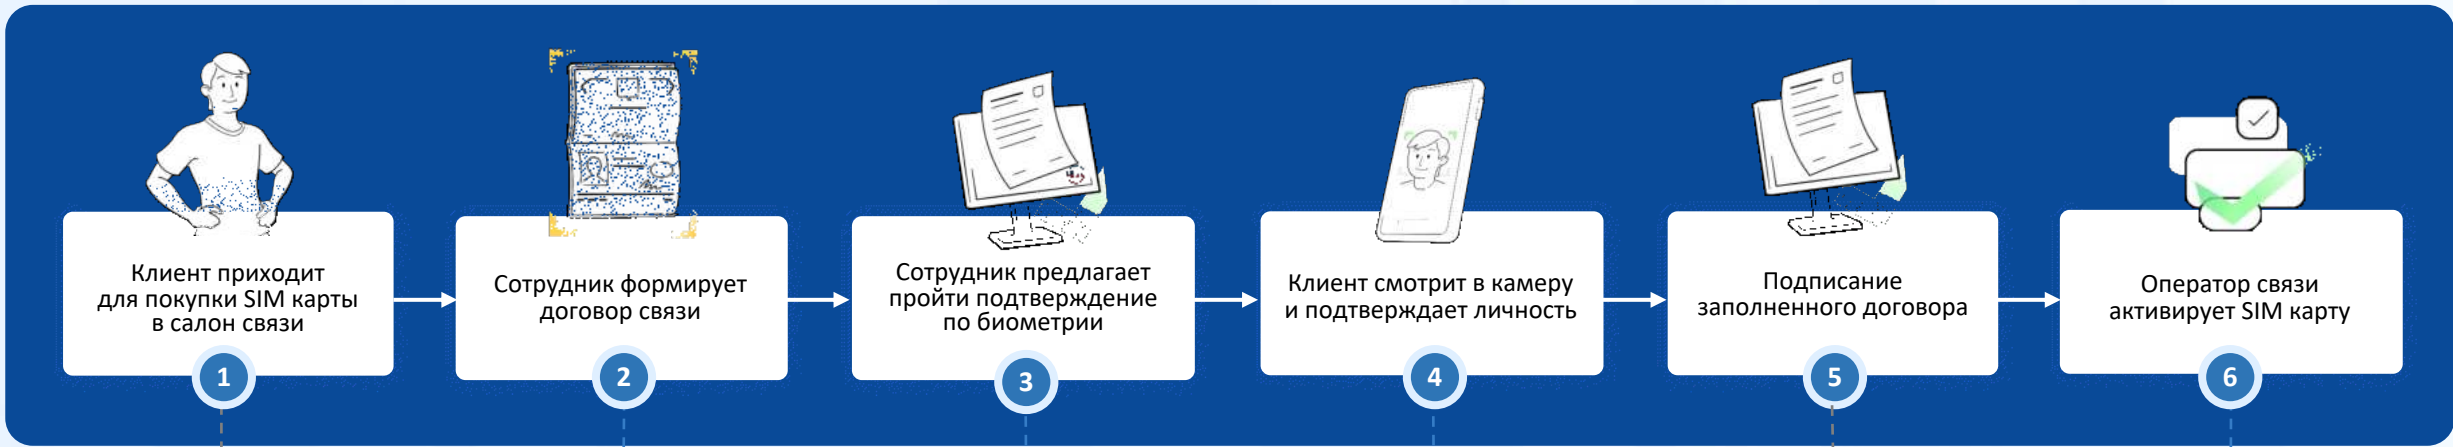 Клиент приходит
для покупки SIM карты
в салон связи
1
Сотрудник формирует
договор связи
2
Сотрудник предлагает
пройти подтверждение
по биометрии
3
Клиент смотрит в камеру
и подтверждает личность
4
Подписание
заполненного договора
5
Оператор связи
активирует SIM карту
6